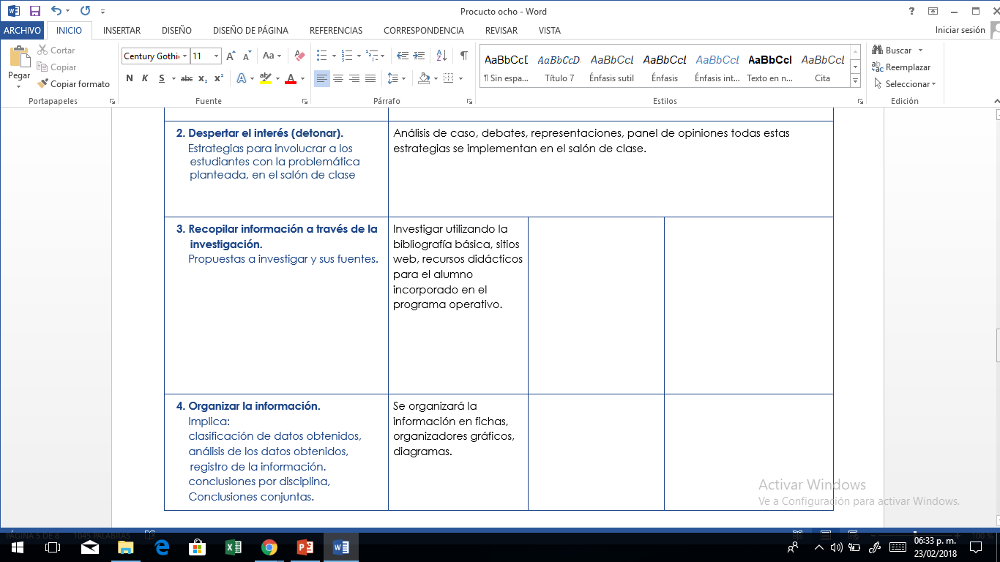 Procucto ocho - Word
ARCHIVO INICIO INSERTAR DISEÑO DISEÑO DE PÁGINA REFERENCIAS CORRESPONDENCIA REVISAR VISTA Iniciar sesión
Pegar
Cortar
Copiar
Copiar formato
Portapapeles
Century Gothic 11
N K S abc x₂ x²
Fuente
Párrafo
AaBbCcD AaBbCcD AaBbCcL AaBbCcL AaBbCcL AaBbCcI AaBbCcL
¶ Sin espa... Título 7 Énfasis sutil Énfasis Énfasis int... Texto en n... Cita
Estilos
Buscar
Reemplazar
Seleccionar
Edición
2. Despertar el interés (detonar).
Estrategias para involucrar a los
estudiantes con la problemática
planteada, en el salón de clase
Análisis de caso, debates, representaciones, panel de opiniones todas estas
estrategias se implementan en el salón de clase.
3. Recopilar información a través de la
investigación.
Propuestas a investigar y sus fuentes.
Investigar utilizando la
bibliografía básica, sitios
web, recursos didácticos
para el alumno
incorporado en el
programa operativo.
4. Organizar la información.
Implica:
clasificación de datos obtenidos,
análisis de los datos obtenidos,
registro de la información.
conclusiones por disciplina,
Conclusiones conjuntas.
Se organizará la
información en fichas,
organizadores gráficos,
diagramas.
Activar Windows
Ve a Configuración para activar Windows.
PÁGINA 5 DE 8 1045 PALABRAS 100 %
06:33 p. m.
23/02/2018